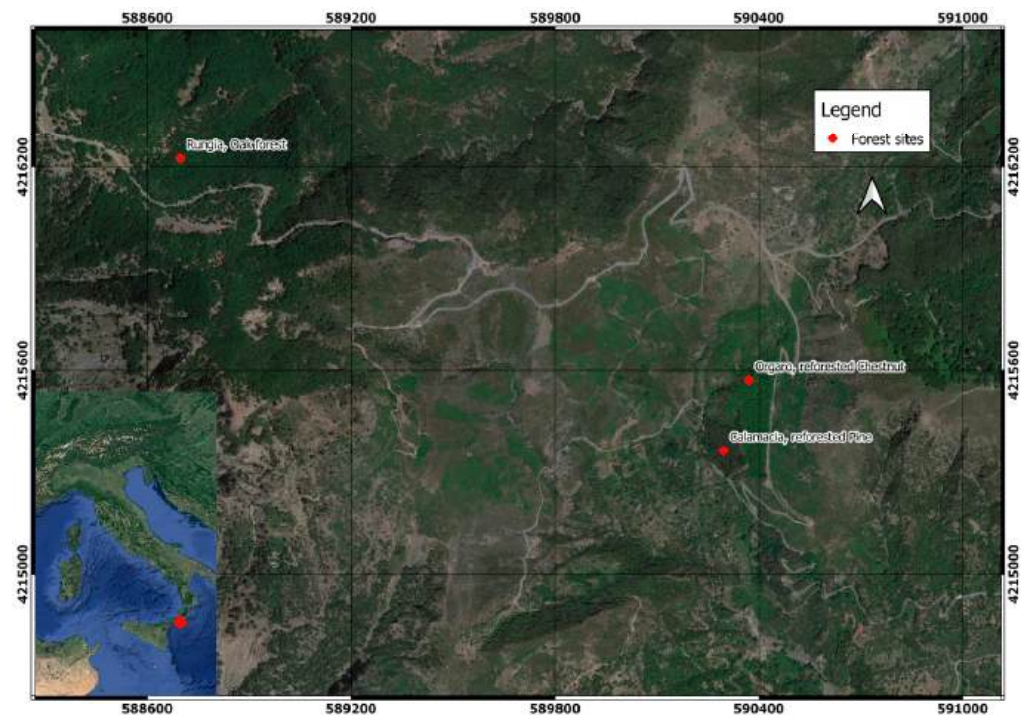 588600 589200 589800 590400 591000
Legend
Forest sites
Rungia, Oak forest
4216200 4216200
Orgaro, reforested Chestnut
4215600 4215600
Calamacia, reforested Pine
4215000 4215000
588600 589200 589800 590400 591000